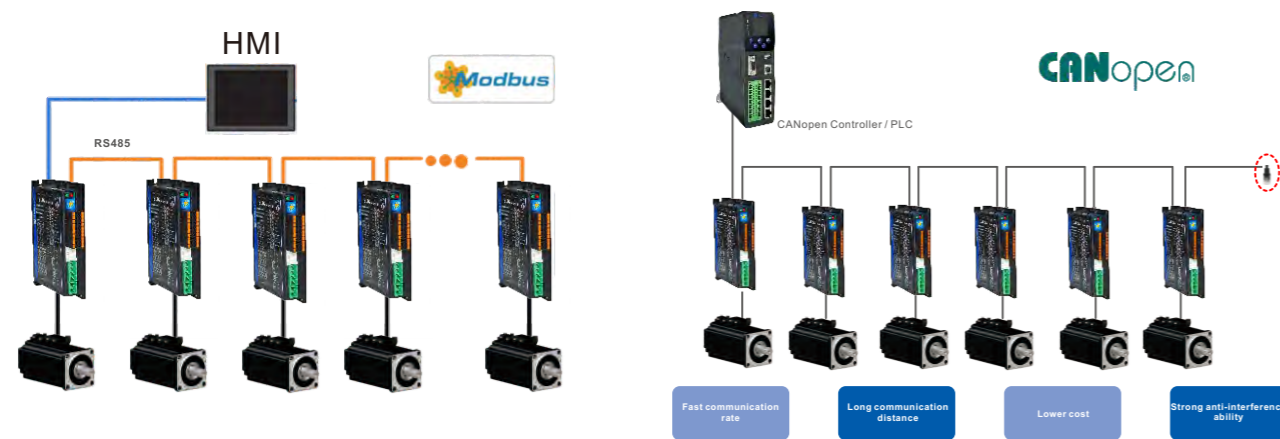 HMI
Modbus
RS485
CANopen
CANopen Controller / PLC
Fast communication
rate
Long communication
distance
Lower cost
Strong anti-interferenc
ability